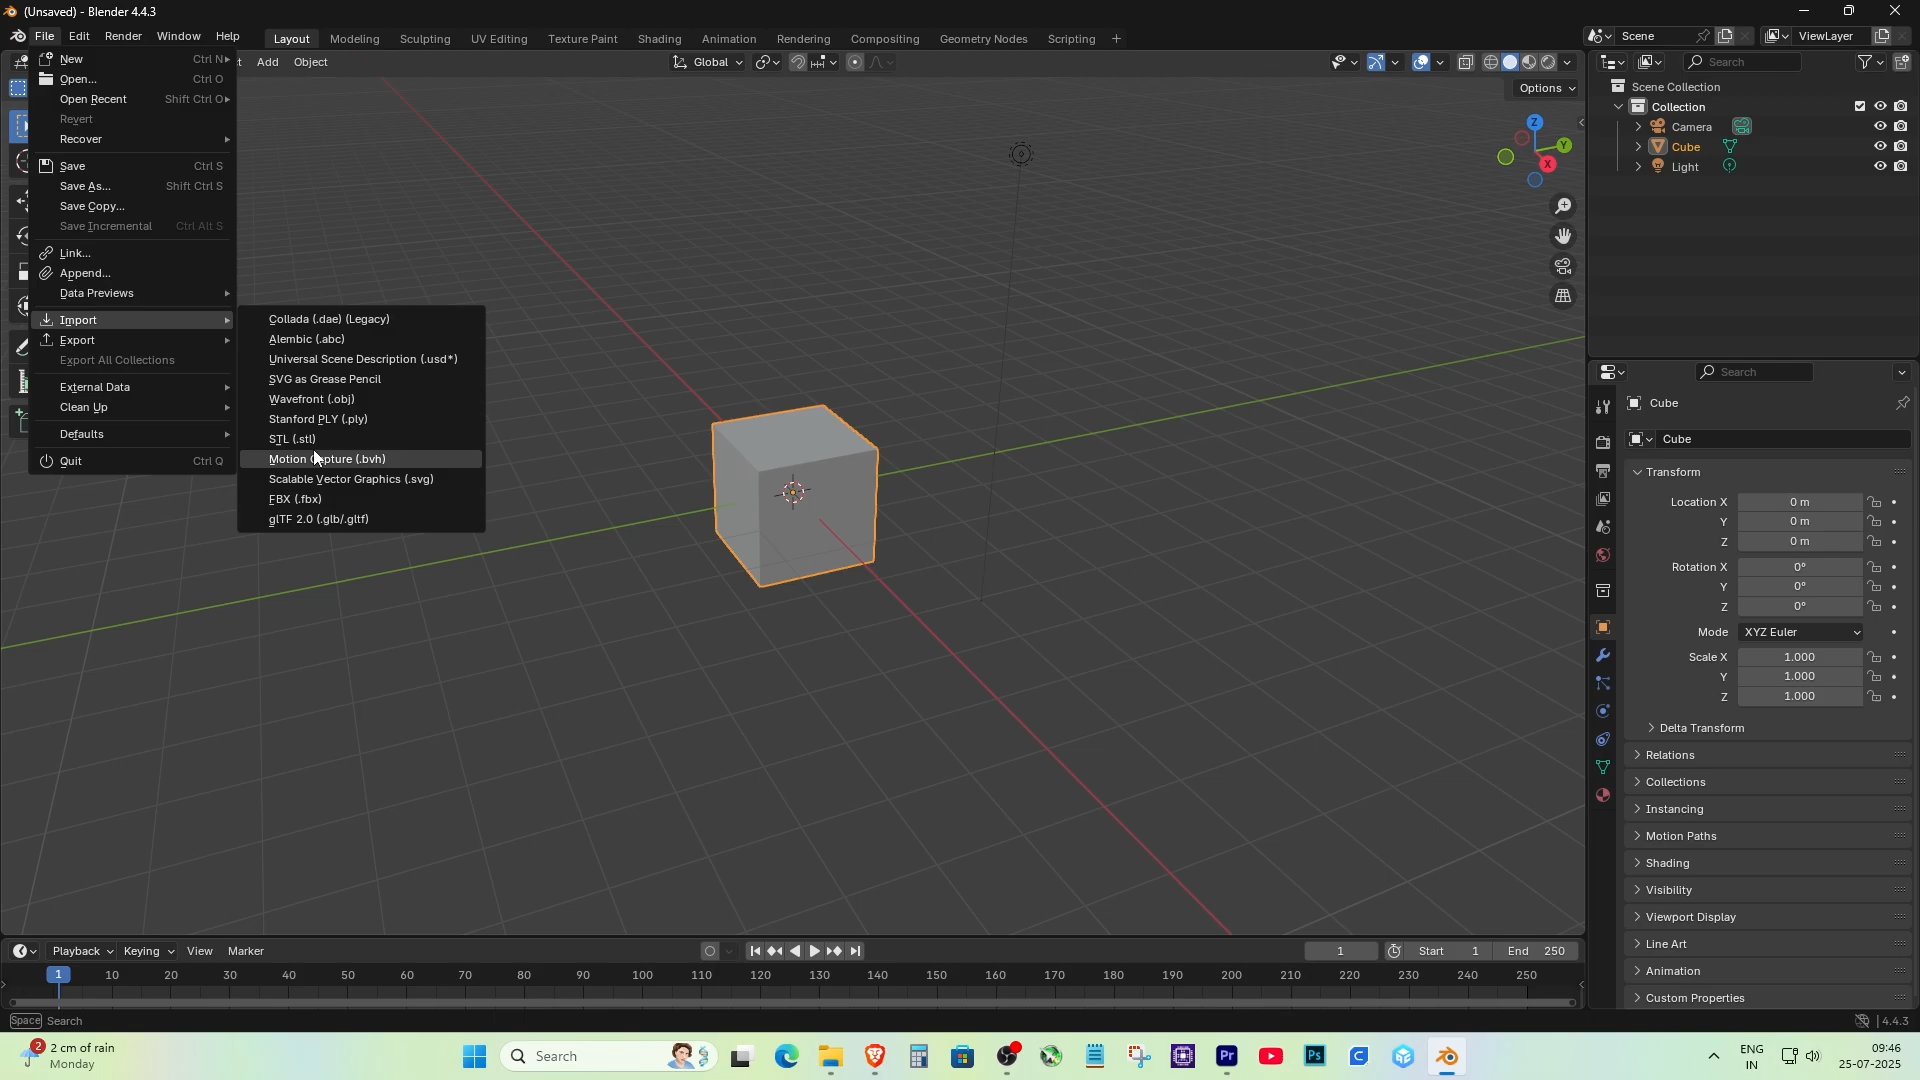 (Unsaved) - Blender 4.4.3
File Edit Render Window Help Layout Modeling Sculpting UV Editing Texture Paint Shading Animation Rendering Compositing Geometry Nodes Scripting + Scene ViewLayer
Add Object Global Search
Options
New Ctrl N
Open... Ctrl O
Open Recent Shift Ctrl O
Revert
Recover
Save Ctrl S
Save As... Shift Ctrl S
Save Copy...
Save Incremental Ctrl Alt S
Link...
Append...
Data Previews
Import
Export
Export All Collections
External Data
Clean Up
Defaults
Quit Ctrl Q
Collada (.dae) (Legacy)
Alembic (.abc)
Universal Scene Description (.usd*)
SVG as Grease Pencil
Wavefront (.obj)
Stanford PLY (.ply)
STL (.stl)
Motion Capture (.bvh)
Scalable Vector Graphics (.svg)
FBX (.fbx)
glTF 2.0 (.glb/.gltf)
Z
Y
X
Scene Collection
Collection
Camera
Cube
Light
Search
Cube
Cube
Transform
Location X 0 m
Y 0 m
Z 0 m
Rotation X 0°
Y 0°
Z 0°
Mode XYZ Euler
Scale X 1.000
Y 1.000
Z 1.000
Delta Transform
Relations
Collections
Instancing
Motion Paths
Shading
Visibility
Viewport Display
Line Art
Animation
Custom Properties
Playback Keying View Marker 1 Start 1 End 250
1 10 20 30 40 50 60 70 80 90 100 110 120 130 140 150 160 170 180 190 200 210 220 230 240 250
Space Search 4.4.3
2 2 cm of rain
Monday
Search
Pr
Ps
C
ENG
IN
09:46
25-07-2025